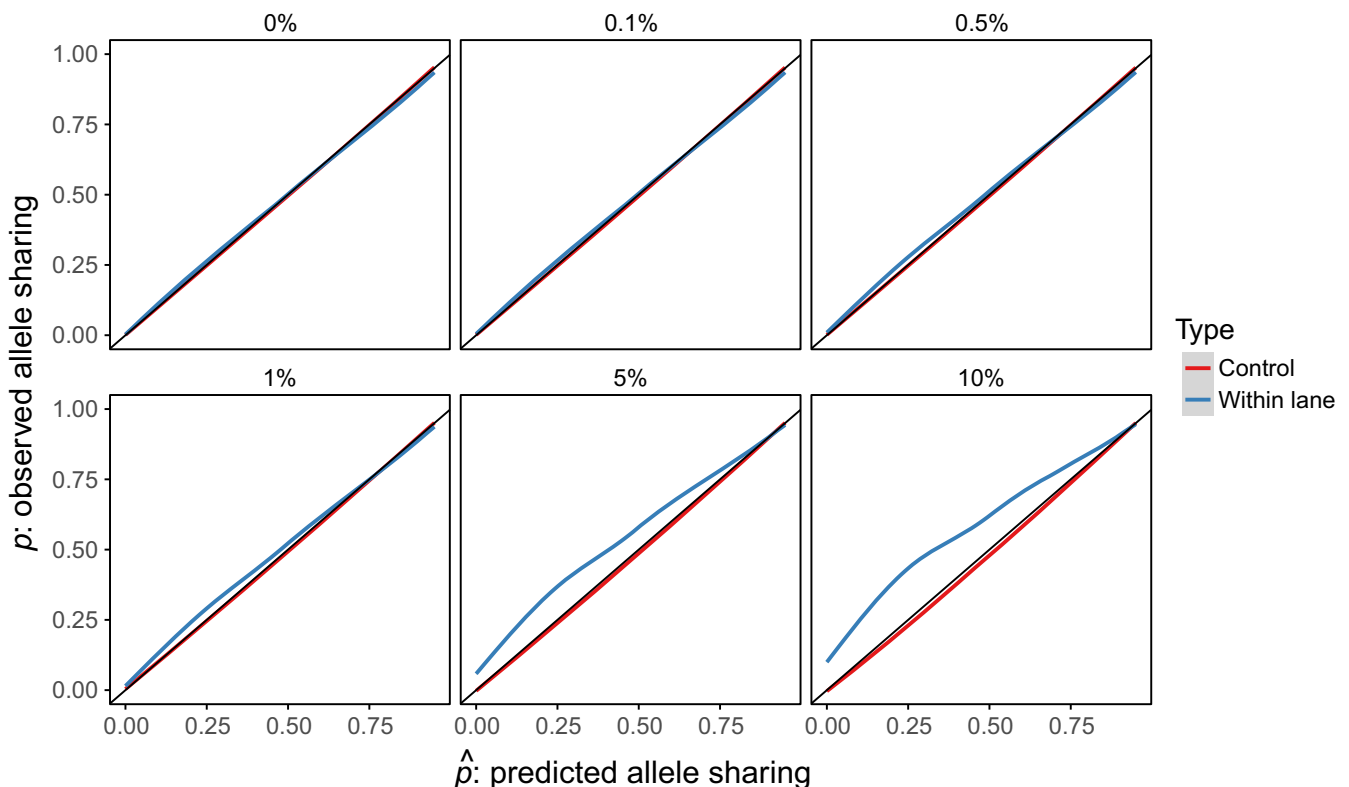 0% 0.1% 0.5%
1.00
0.75
0.50
0.25
0.00
1% 5% 10%
1.00
0.75
0.50
0.25
0.00
0.00 0.25 0.50 0.75 0.00 0.25 0.50 0.75 0.00 0.25 0.50 0.75
p: observed allele sharing
p̂: predicted allele sharing
Type
Control
Within lane